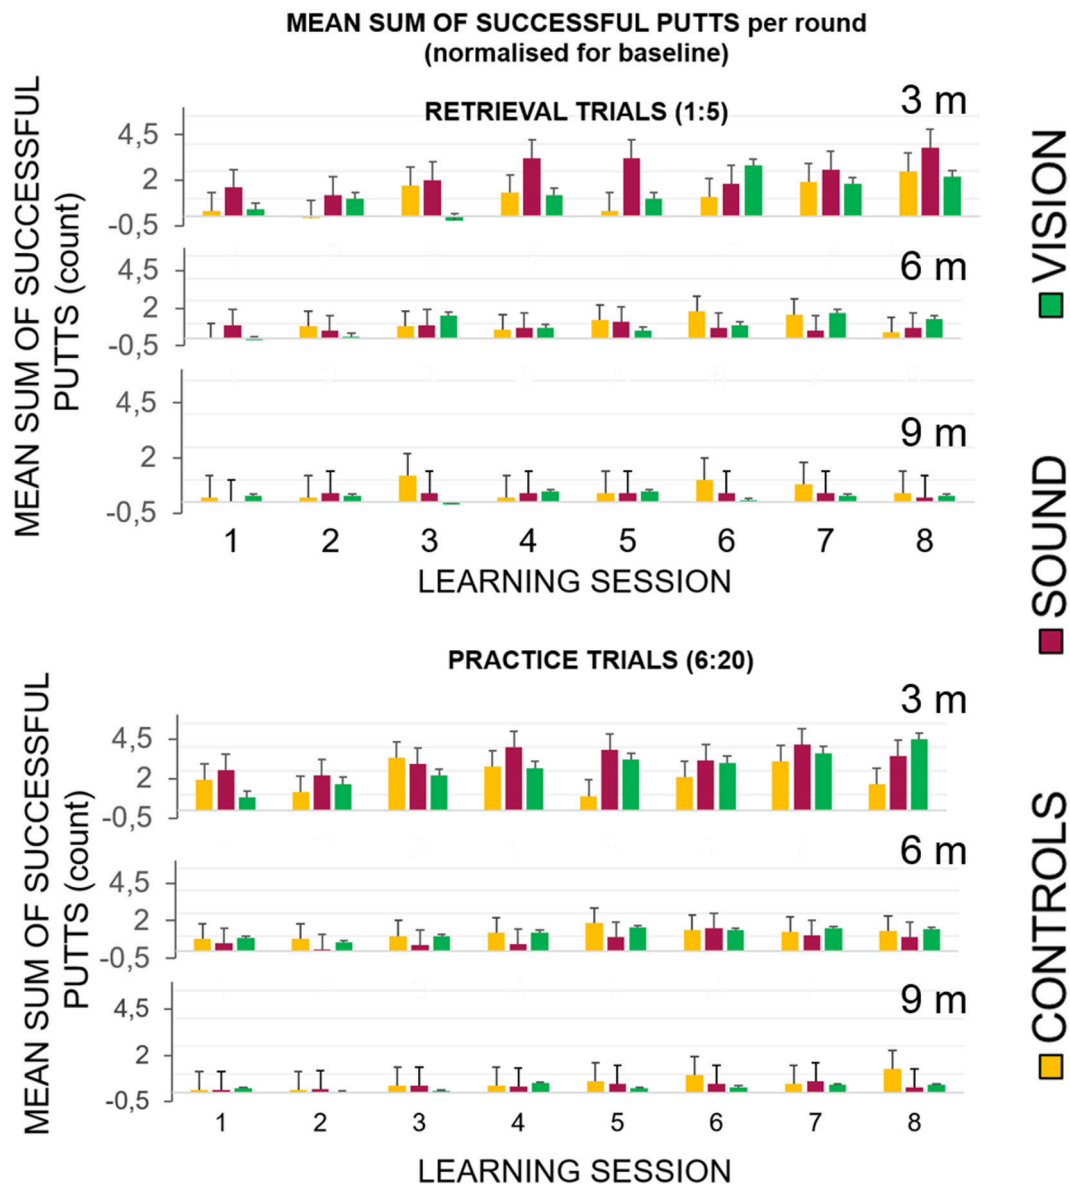 MEAN SUM OF SUCCESSFUL PUTTS per round
(normalised for baseline)
RETRIEVAL TRIALS (1:5)
3 m
4,5
2
-0,5
6 m
4,5
2
-0,5
9 m
4,5
2
-0,5
MEAN SUM OF SUCCESSFUL
PUTTS (count)
1 2 3 4 5 6 7 8
LEARNING SESSION
PRACTICE TRIALS (6:20)
3 m
4,5
2
-0,5
6 m
4,5
2
-0,5
9 m
4,5
2
-0,5
MEAN SUM OF SUCCESSFUL
PUTTS (count)
1 2 3 4 5 6 7 8
LEARNING SESSION
VISION
SOUND
CONTROLS